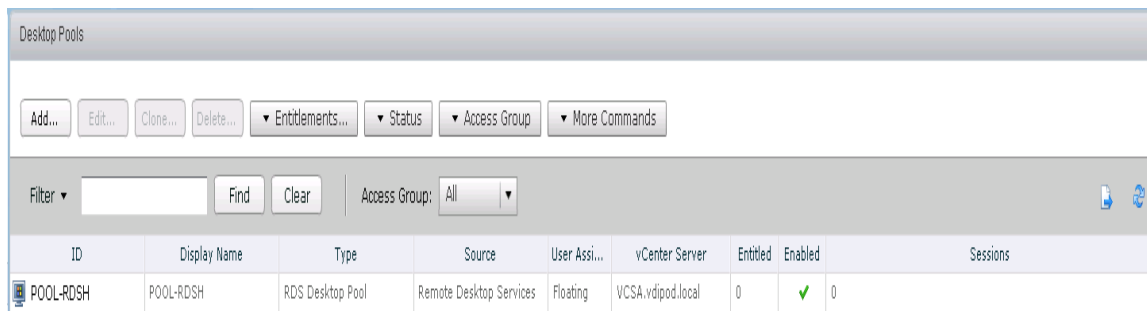 Desktop Pools
Add... Edit... Clone... Delete... Entitlements... Status Access Group More Commands
Filter Find Clear Access Group: All
ID Display Name Type Source User Assi... vCenter Server Entitled Enabled Sessions
POOL-RDSH POOL-RDSH RDS Desktop Pool Remote Desktop Services Floating VCSA.vdipod.local 0 0